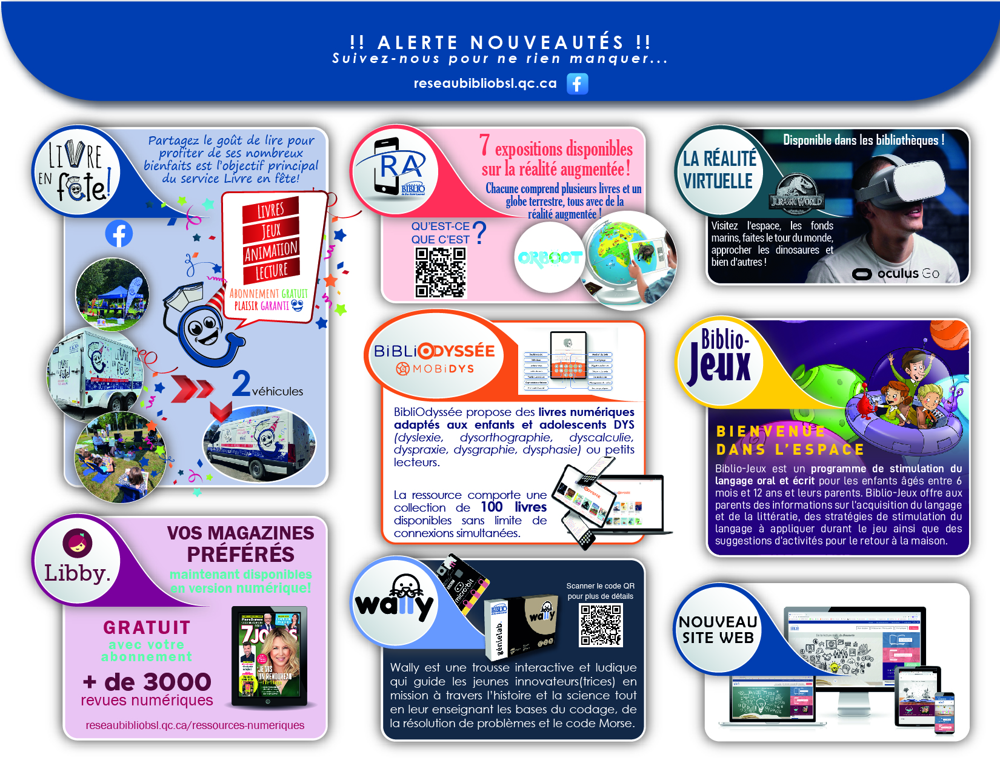 !! ALERTE NOUVEAUTÉS !!
Suivez-nous pour ne rien manquer...
reseaubibliobsl.qc.ca
LIVRE
EN
fête!
Partagez le goût de lire pour
profiter de ses nombreux
bienfaits est l'objectif principal
du service Livre en fête!
LIVRES
JEUX
ANIMATION
LECTURE
ABONNEMENT GRATUIT
PLAISIR GARANTI
2 véhicules
RA
BIBLIO
7 expositions disponibles
sur la réalité augmentée !
Chacune comprend plusieurs livres et un
globe terrestre, tous avec de la
réalité augmentée !
QU'EST-CE
QUE C'EST ?
ORBOOT
LA RÉALITÉ
VIRTUELLE
Disponible dans les bibliothèques !
JURASSIC WORLD
Visitez l'espace, les fonds
marins, faites le tour du monde,
approcher les dinosaures et
bien d'autres !
oculus Go
BiBLiODYSSÉE
MOBiDYS
BibliOdyssée propose des livres numériques
adaptés aux enfants et adolescents DYS
(dyslexie, dysorthographie, dyscalculie,
dyspraxie, dysgraphie, dysphasie) ou petits
lecteurs.
La ressource comporte une
collection de 100 livres
disponibles sans limite de
connexions simultanées.
Biblio-
Jeux
BIENVENUE
DANS L'ESPACE
Biblio-Jeux est un programme de stimulation du
langage oral et écrit pour les enfants âgés entre 6
mois et 12 ans et leurs parents. Biblio-Jeux offre aux
parents des informations sur l'acquisition du langage
et de la littératie, des stratégies de stimulation du
langage à appliquer durant le jeu ainsi que des
suggestions d'activités pour le retour à la maison.
Libby.
VOS MAGAZINES
PRÉFÉRÉS
maintenant disponibles
en version numérique!
GRATUIT
avec votre
abonnement
+ de 3000
revues numériques
reseaubibliobsl.qc.ca/ressources-numeriques
7 JOURS
JE VIS
UN RENOUVEAU
wally
micro:bit
BIBLIO
génielab.
wally
Scanner le code QR
pour plus de détails
Wally est une trousse interactive et ludique
qui guide les jeunes innovateurs(trices) en
mission à travers l'histoire et la science tout
en leur enseignant les bases du codage, de
la résolution de problèmes et le code Morse.
NOUVEAU
SITE WEB